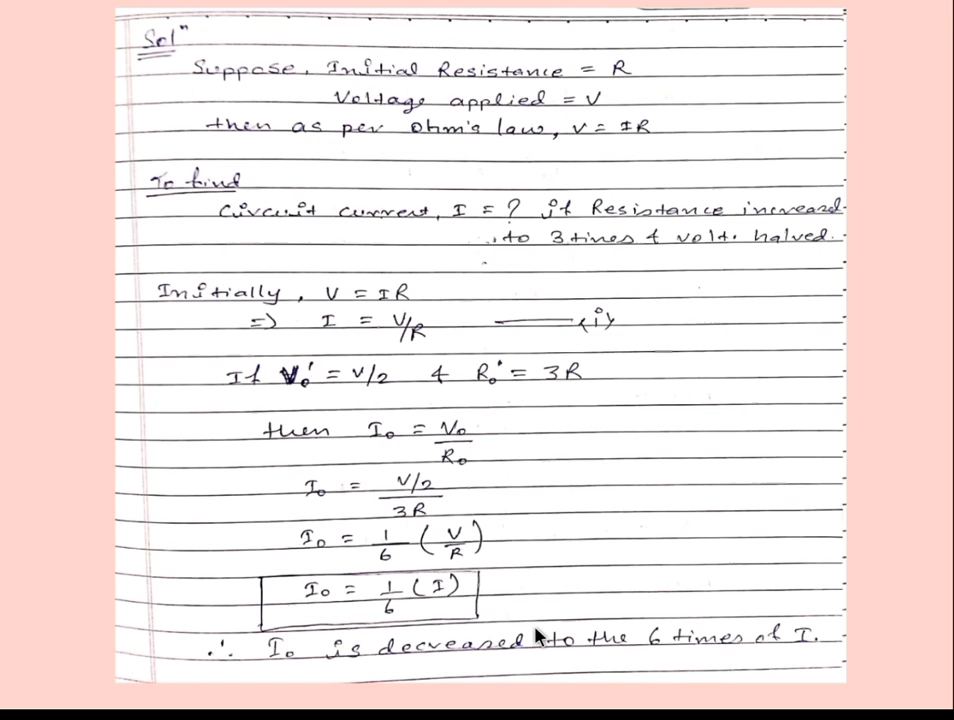 Solⁿ
Suppose, Initial Resistance = R
Voltage applied = V
then as per ohm's law, V = IR
To find
Circuit current, I = ? if Resistance increased
to 3 times & volt. halved.
Initially, V = IR
=> I = V/R ——— (i)
If V₀' = V/2 & R₀' = 3R
then I₀ = V₀/R₀
I₀ = V/2 / 3R
I₀ = 1/6 (V/R)
I₀ = 1/6 (I)
∴ I₀ is decreased to the 6 times of I.